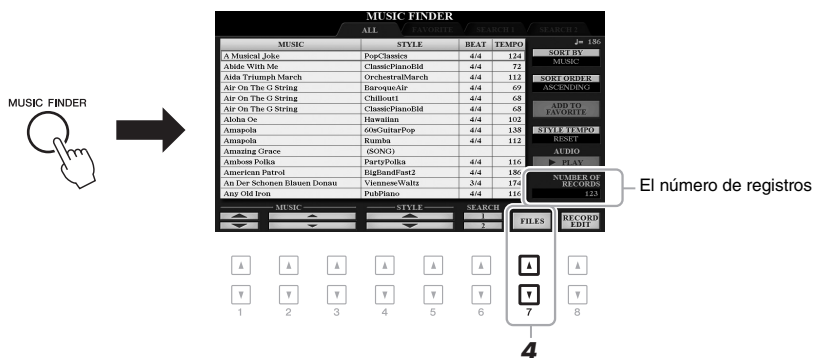 MUSIC FINDER
MUSIC FINDER
ALL FAVORITE SEARCH 1 SEARCH 2
MUSIC STYLE BEAT TEMPO
♩= 186
A Musical Joke PopClassics 4/4 124
Abide With Me ClassicPianoBld 4/4 72
Aida Triumph March OrchestralMarch 4/4 112
Air On The G String BaroqueAir 4/4 69
Air On The G String Chillout1 4/4 68
Air On The G String ClassicPianoBld 4/4 68
Aloha Oe Hawaiian 4/4 102
Amapola 60sGuitarPop 4/4 138
Amapola Rumba 4/4 112
Amazing Grace (SONG)
Amboss Polka PartyPolka 4/4 116
American Patrol BigBandFast2 4/4 186
An Der Schonen Blauen Donau VienneseWaltz 3/4 174
Any Old Iron PubPiano 4/4 116
SORT BY
MUSIC
SORT ORDER
ASCENDING
ADD TO
FAVORITE
STYLE TEMPO
RESET
AUDIO
► PLAY
NUMBER OF
RECORDS
123
El número de registros
MUSIC STYLE SEARCH
1
2
FILES
RECORD
EDIT
1 2 3 4 5 6 7 8
4